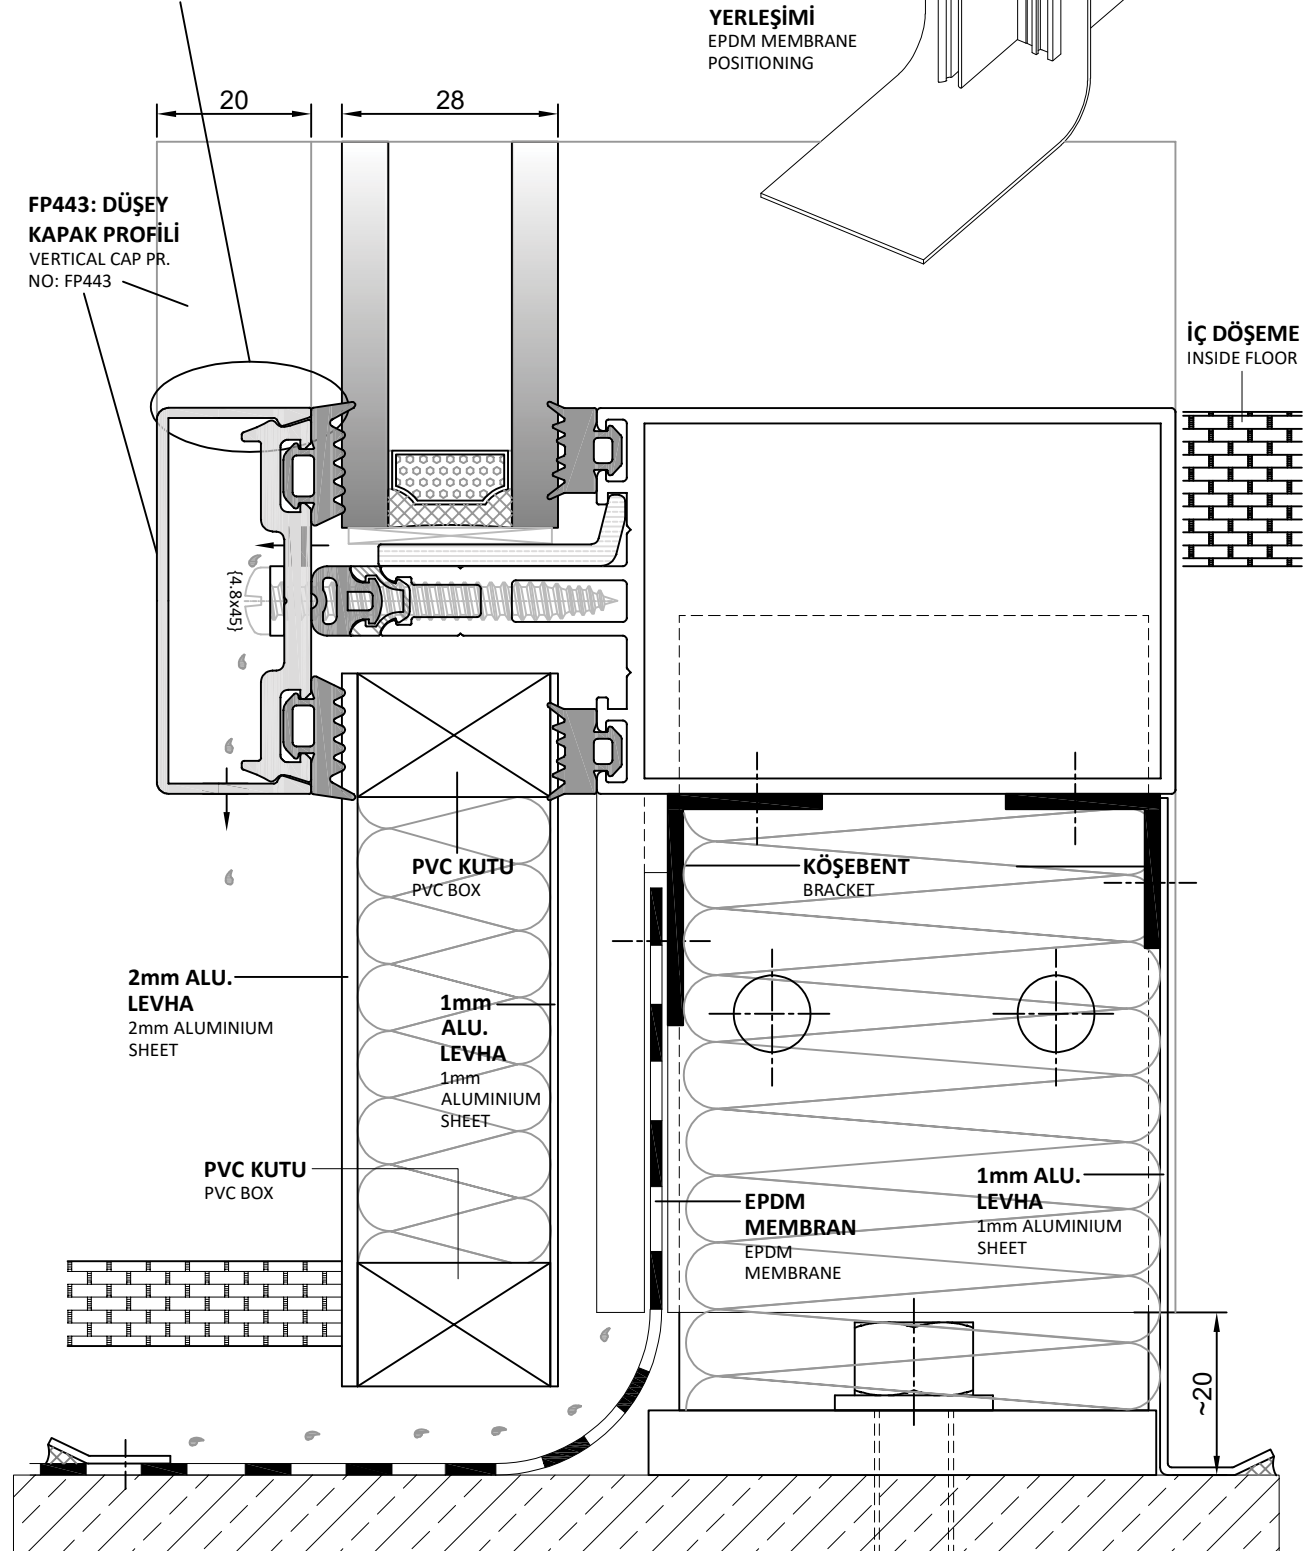 YERLEŞİMİ
EPDM MEMBRANE
POSITIONING
20
28
FP443: DÜŞEY
KAPAK PROFİLİ
VERTICAL CAP PR.
NO: FP443
İÇ DÖŞEME
INSIDE FLOOR
{4.8x45}
PVC KUTU
PVC BOX
KÖŞEBENT
BRACKET
2mm ALU.
LEVHA
2mm ALUMINIUM
SHEET
1mm
ALU.
LEVHA
1mm
ALUMINIUM
SHEET
PVC KUTU
PVC BOX
EPDM
MEMBRAN
EPDM
MEMBRANE
1mm ALU.
LEVHA
1mm ALUMINIUM
SHEET
~20